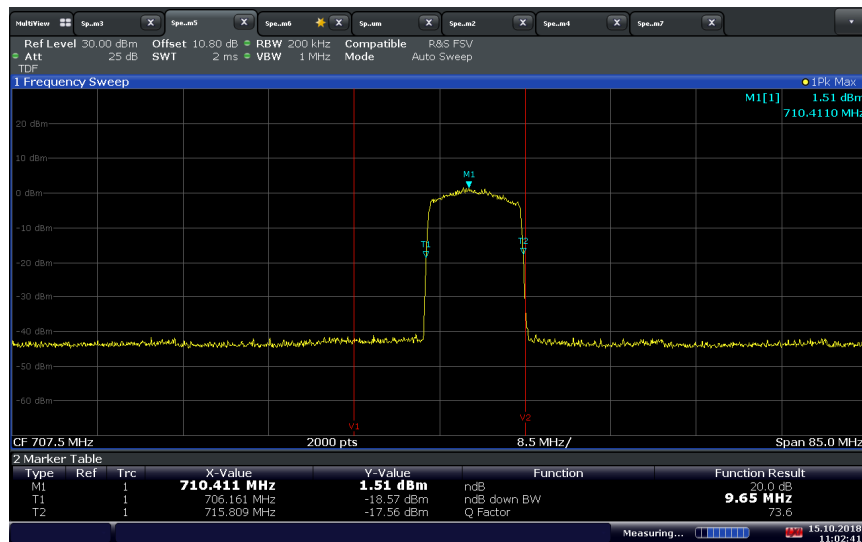 MultiView Sp..m3 X Spe..m5 X Spe..m6 X Sp..um X Spe..m2 X Spe..m4 X Spe..m7 X
Ref Level 30.00 dBm Offset 10.80 dB RBW 200 kHz Compatible R&S FSV
Att 25 dB SWT 2 ms VBW 1 MHz Mode Auto Sweep
TDF
1 Frequency Sweep 1Pk Max
M1[1] 1.51 dBm
710.4110 MHz
20 dBm
10 dBm
M1
0 dBm
-10 dBm
T1 T2
-20 dBm
-30 dBm
-40 dBm
-50 dBm
-60 dBm
V1 V2
CF 707.5 MHz 2000 pts 8.5 MHz/ Span 85.0 MHz
2 Marker Table
Type Ref Trc X-Value Y-Value Function Function Result
M1 1 710.411 MHz 1.51 dBm ndB 20.0 dB
T1 1 706.161 MHz -18.57 dBm ndB down BW 9.65 MHz
T2 1 715.809 MHz -17.56 dBm Q Factor 73.6
Measuring... 15.10.2018
11:02:41